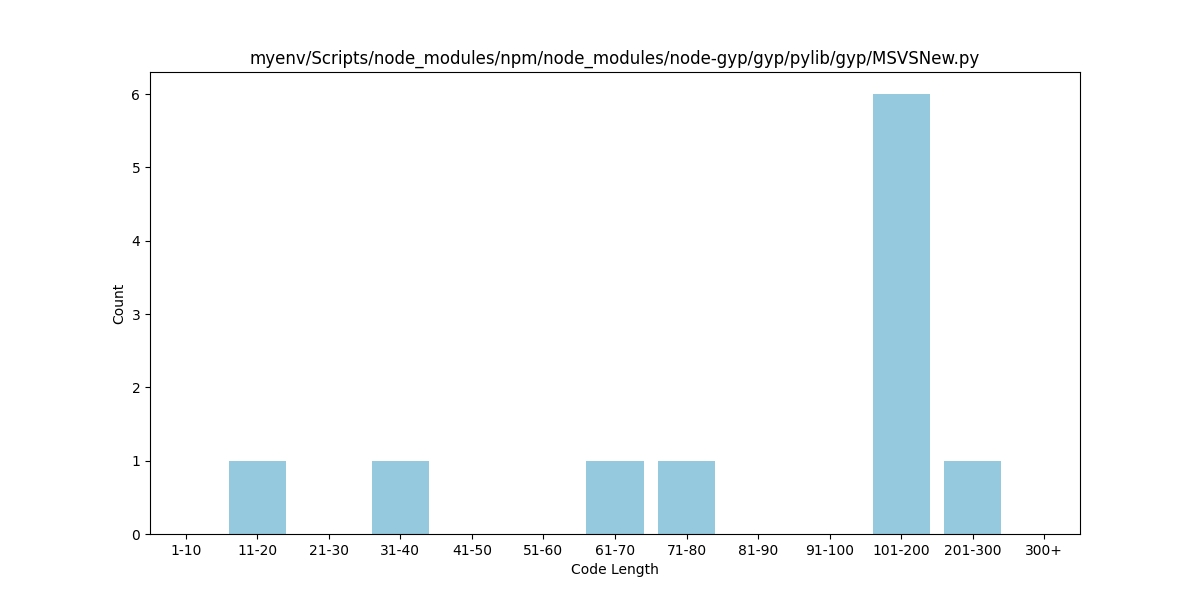 myenv/Scripts/node_modules/npm/node_modules/node-gyp/gyp/pylib/gyp/MSVSNew.py
6
5
4
3
2
1
0
Count
1-10 11-20 21-30 31-40 41-50 51-60 61-70 71-80 81-90 91-100 101-200 201-300 300+
Code Length